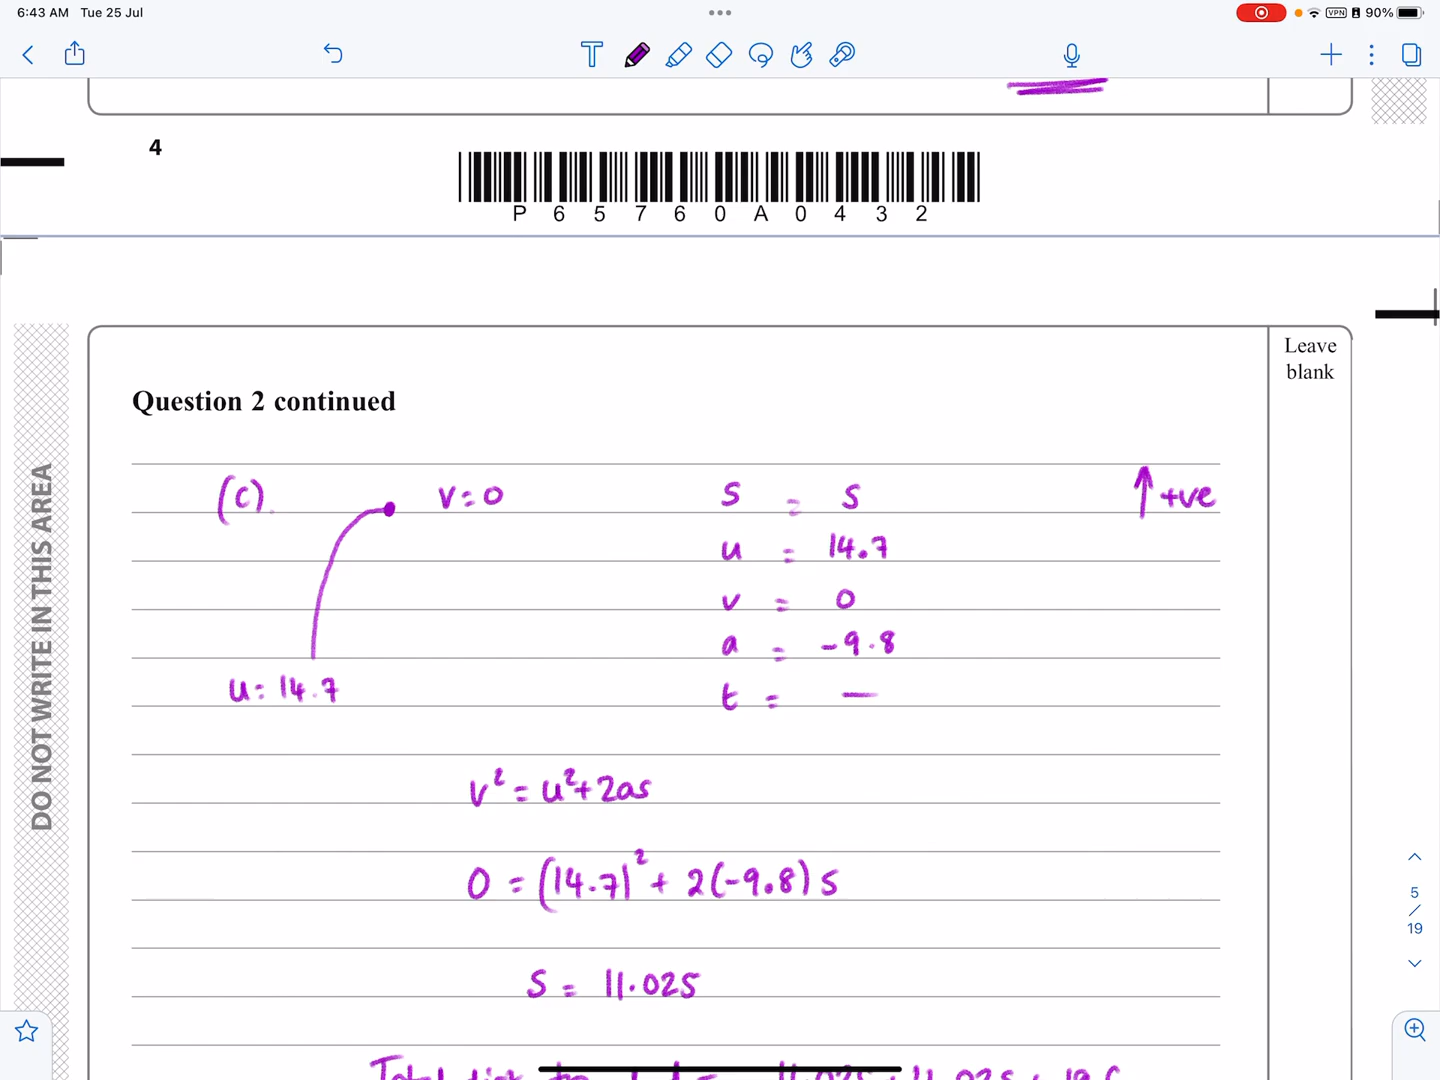 6:43 AM Tue 25 Jul
VPN 90%
4
P 6 5 7 6 0 A 0 4 3 2
Leave
blank
Question 2 continued
DO NOT WRITE IN THIS AREA
(c). v=0 s = s ↑+ve
u = 14.7
v = 0
a = -9.8
u=14.7 t = —
v² = u²+2as
0 = (14.7)² + 2(-9.8) s
s = 11.025
5
/
19